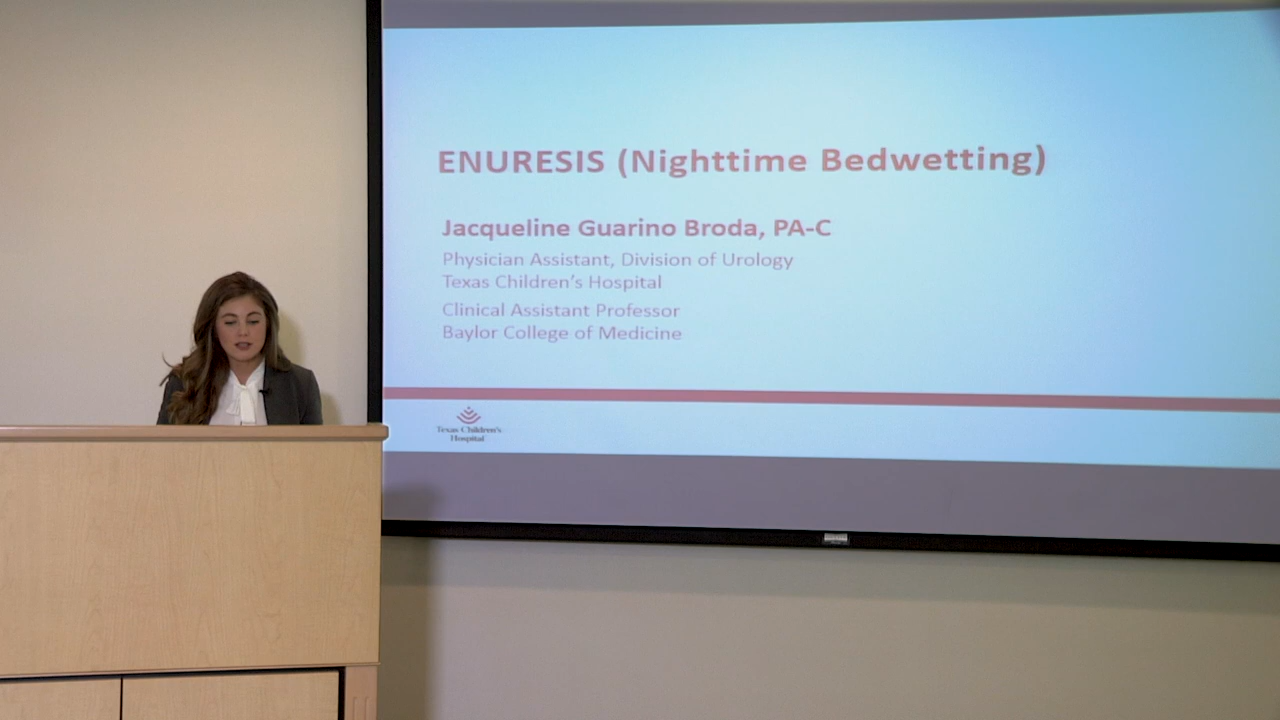 ENURESIS (Nighttime Bedwetting)
Jacqueline Guarino Broda, PA-C
Physician Assistant, Division of Urology
Texas Children's Hospital
Clinical Assistant Professor
Baylor College of Medicine
Texas Children's
Hospital